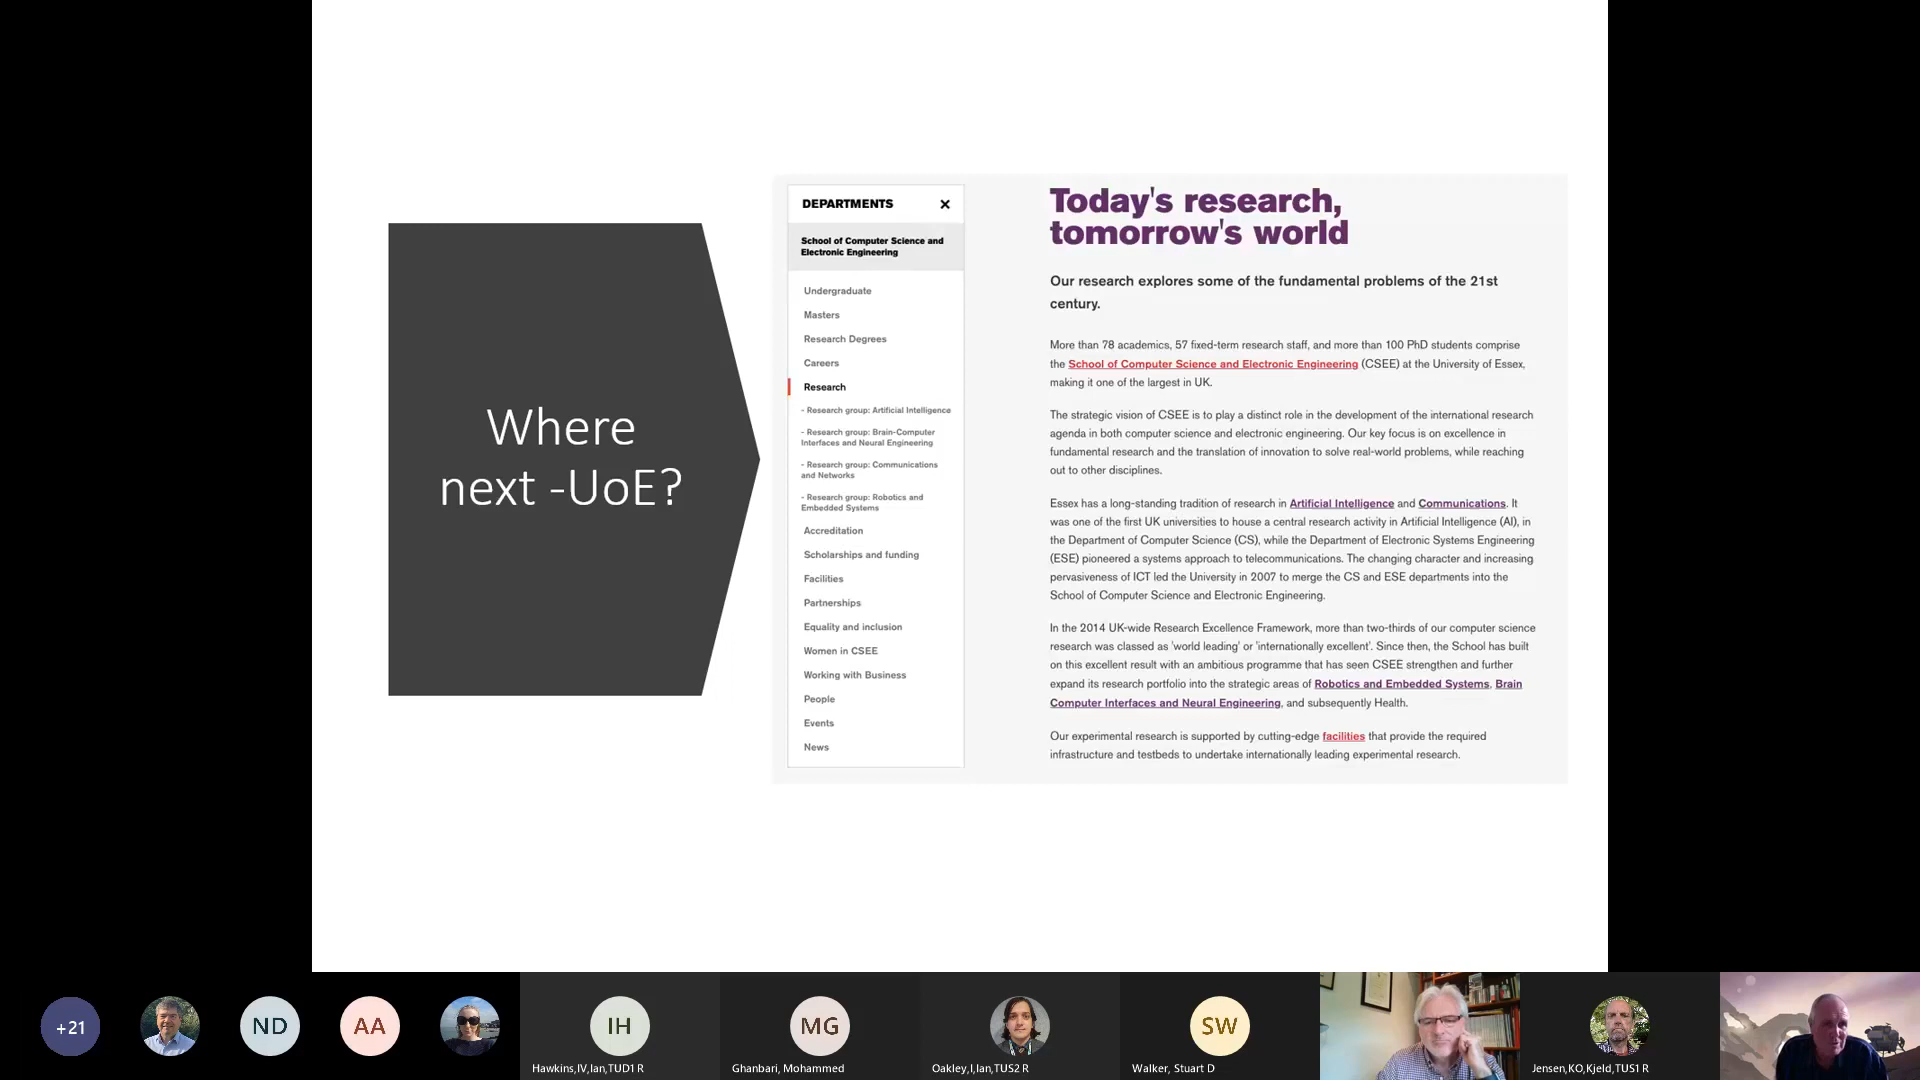 Where
next -UoE?
DEPARTMENTS
School of Computer Science and
Electronic Engineering
Undergraduate
Masters
Research Degrees
Careers
Research
- Research group: Artificial Intelligence
- Research group: Brain-Computer
Interfaces and Neural Engineering
- Research group: Communications
and Networks
- Research group: Robotics and
Embedded Systems
Accreditation
Scholarships and funding
Facilities
Partnerships
Equality and inclusion
Women in CSEE
Working with Business
People
Events
News
Today's research,
tomorrow's world
Our research explores some of the fundamental problems of the 21st
century.
More than 78 academics, 57 fixed-term research staff, and more than 100 PhD students comprise
the School of Computer Science and Electronic Engineering (CSEE) at the University of Essex,
making it one of the largest in UK.
The strategic vision of CSEE is to play a distinct role in the development of the international research
agenda in both computer science and electronic engineering. Our key focus is on excellence in
fundamental research and the translation of innovation to solve real-world problems, while reaching
out to other disciplines.
Essex has a long-standing tradition of research in Artificial Intelligence and Communications. It
was one of the first UK universities to house a central research activity in Artificial Intelligence (AI), in
the Department of Computer Science (CS), while the Department of Electronic Systems Engineering
(ESE) pioneered a systems approach to telecommunications. The changing character and increasing
pervasiveness of ICT led the University in 2007 to merge the CS and ESE departments into the
School of Computer Science and Electronic Engineering.
In the 2014 UK-wide Research Excellence Framework, more than two-thirds of our computer science
research was classed as 'world leading' or 'internationally excellent'. Since then, the School has built
on this excellent result with an ambitious programme that has seen CSEE strengthen and further
expand its research portfolio into the strategic areas of Robotics and Embedded Systems, Brain
Computer Interfaces and Neural Engineering, and subsequently Health.
Our experimental research is supported by cutting-edge facilities that provide the required
infrastructure and testbeds to undertake internationally leading experimental research.
+21
ND
AA
IH
MG
SW
Hawkins,IV,Ian,TUD1 R
Ghanbari, Mohammed
Oakley,I,Ian,TUS2 R
Walker, Stuart D
Jensen,KO,Kjeld,TUS1 R